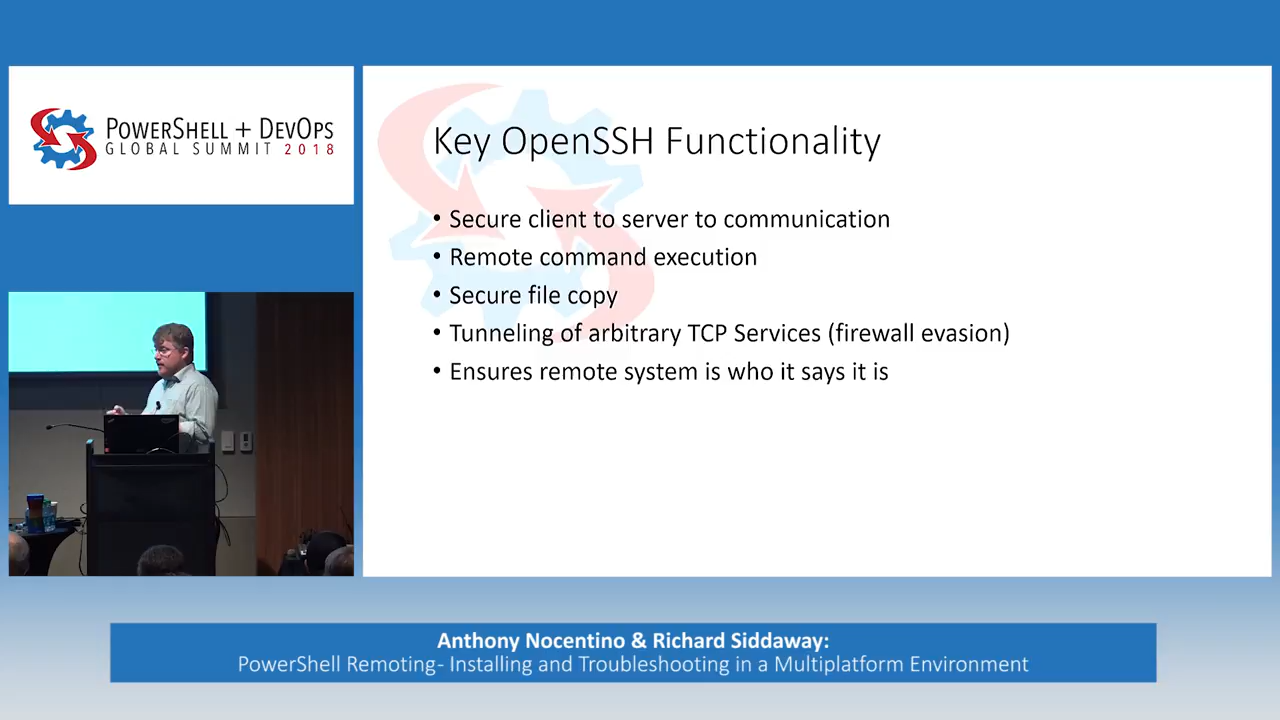 POWERSHELL + DEVOPS
GLOBAL SUMMIT 2018
Key OpenSSH Functionality
• Secure client to server to communication
• Remote command execution
• Secure file copy
• Tunneling of arbitrary TCP Services (firewall evasion)
• Ensures remote system is who it says it is
Anthony Nocentino & Richard Siddaway:
PowerShell Remoting- Installing and Troubleshooting in a Multiplatform Environment